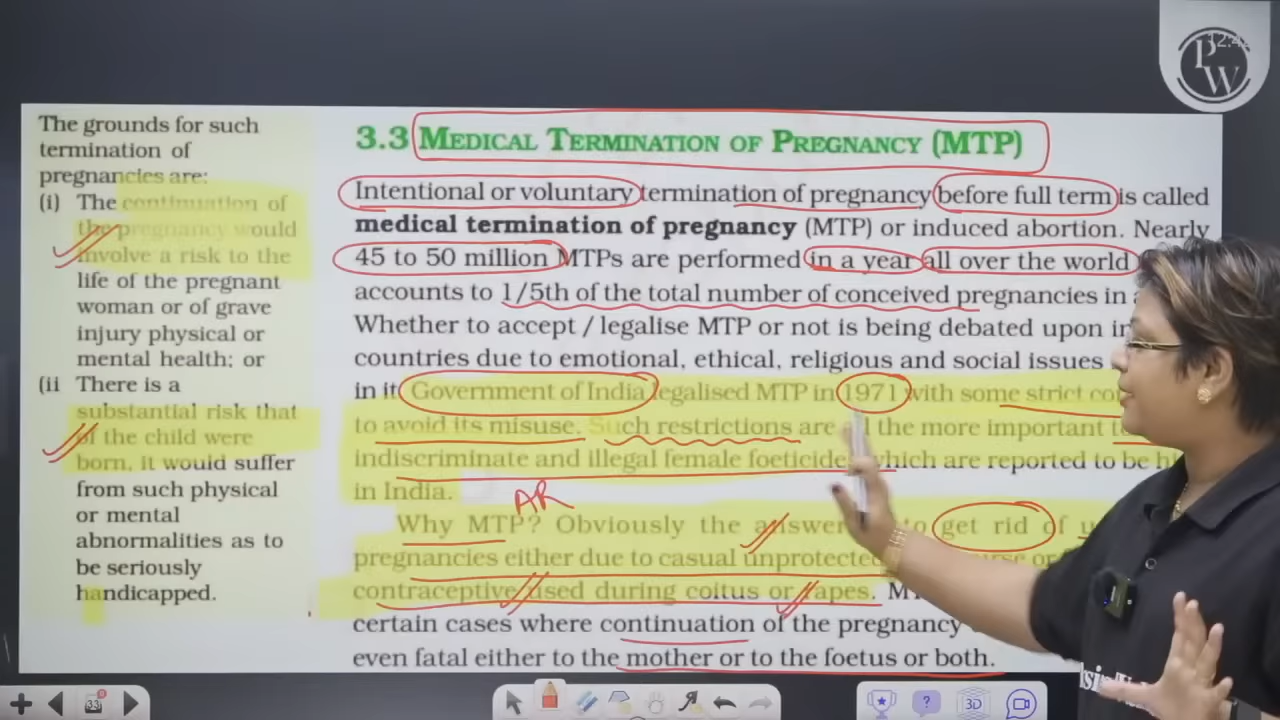 The grounds for such
termination of
pregnancies are:
(i) The continuation of
the pregnancy would
involve a risk to the
life of the pregnant
woman or of grave
injury physical or
mental health; or
(ii There is a
substantial risk that
of the child were
born, it would suffer
from such physical
or mental
abnormalities as to
be seriously
handicapped.
3.3 MEDICAL TERMINATION OF PREGNANCY (MTP)
Intentional or voluntary termination of pregnancy before full term is called
medical termination of pregnancy (MTP) or induced abortion. Nearly
45 to 50 million MTPs are performed in a year all over the world
accounts to 1/5th of the total number of conceived pregnancies in
Whether to accept / legalise MTP or not is being debated upon in
countries due to emotional, ethical, religious and social issues
in it Government of India legalised MTP in 1971 with some strict
to avoid its misuse. Such restrictions are the more important
indiscriminate and illegal female foeticides which are reported to be
in India.
AR
Why MTP? Obviously the answer to get rid of
pregnancies either due to casual unprotected
contraceptive used during coitus or rapes.
certain cases where continuation of the pregnancy
even fatal either to the mother or to the foetus or both.
PW
33
3D